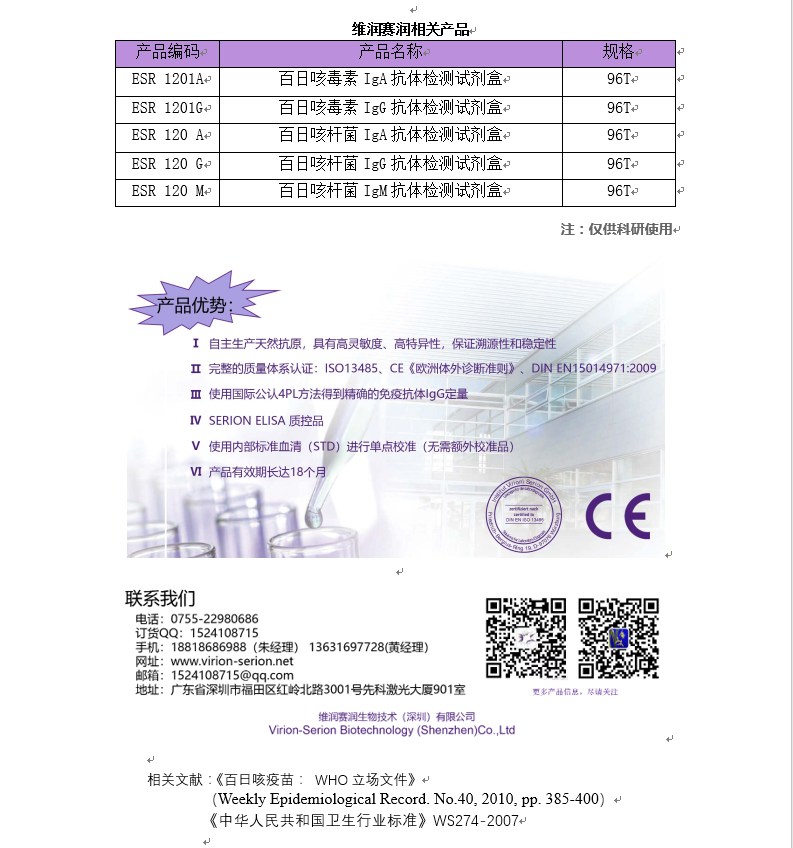 维润赛润相关产品
产品编码 产品名称 规格
ESR 1201A 百日咳毒素 IgA 抗体检测试剂盒 96T
ESR 1201G 百日咳毒素 IgG 抗体检测试剂盒 96T
ESR 120 A 百日咳杆菌 IgA 抗体检测试剂盒 96T
ESR 120 G 百日咳杆菌 IgG 抗体检测试剂盒 96T
ESR 120 M 百日咳杆菌 IgM 抗体检测试剂盒 96T
注：仅供科研使用
产品优势：
I 自主生产天然抗原，具有高灵敏度、高特异性，保证溯源性和稳定性
II 完整的质量体系认证：ISO13485、CE《欧洲体外诊断准则》、DIN EN15014971:2009
III 使用国际公认4PL方法得到精确的免疫抗体IgG定量
IV SERION ELISA 质控品
V 使用内部标准血清（STD）进行单点校准（无需额外校准品）
VI 产品有效期长达18个月
Institut Virion Serion GmbH
zertifiziert nach
certified to
DIN EN ISO 13485
CE
联系我们
电话：0755-22980686
订货QQ：1524108715
手机：18818686988（朱经理） 13631697728(黄经理)
网址：www.virion-serion.net
邮箱：1524108715@qq.com
地址：广东省深圳市福田区红岭北路3001号先科激光大厦901室
更多产品信息，尽请关注
维润赛润生物技术（深圳）有限公司
Virion-Serion Biotechnology (Shenzhen)Co.,Ltd
相关文献：《百日咳疫苗： WHO 立场文件》
（Weekly Epidemiological Record. No.40, 2010, pp. 385-400）
《中华人民共和国卫生行业标准》WS274-2007